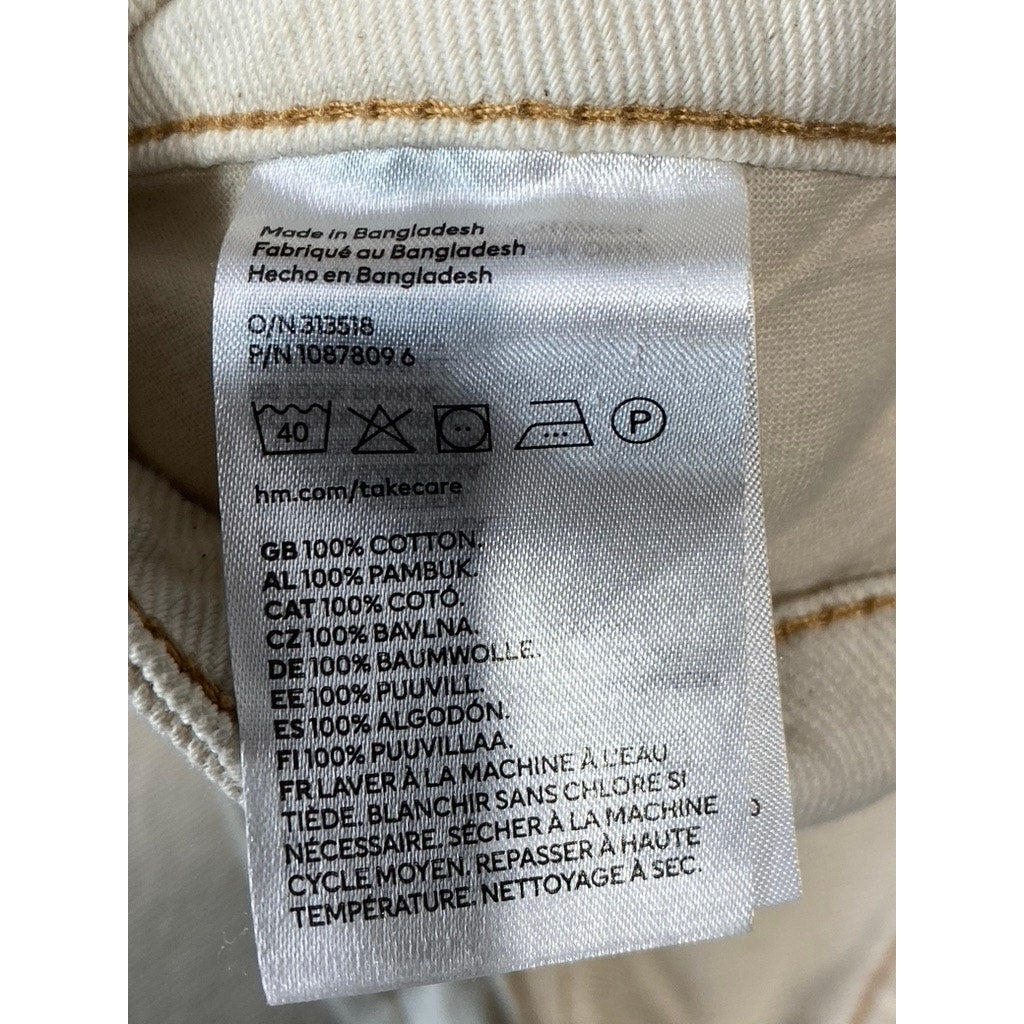 Made in Bangladesh
Fabriqué au Bangladesh
Hecho en Bangladesh
O/N 313518
P/N 1087809 6
40
P
hm.com/takecare
GB 100% COTTON.
AL 100% PAMBUK.
CAT 100% COTÓ.
CZ 100% BAVLNA.
DE 100% BAUMWOLLE.
EE 100% PUUVILL.
ES 100% ALGODÓN.
FI 100% PUUVILLAA.
FR LAVER À LA MACHINE À L'EAU
TIÈDE. BLANCHIR SANS CHLORE SI
NÉCESSAIRE. SÉCHER À LA MACHINE
CYCLE MOYEN. REPASSER À HAUTE
TEMPÉRATURE. NETTOYAGE À SEC.